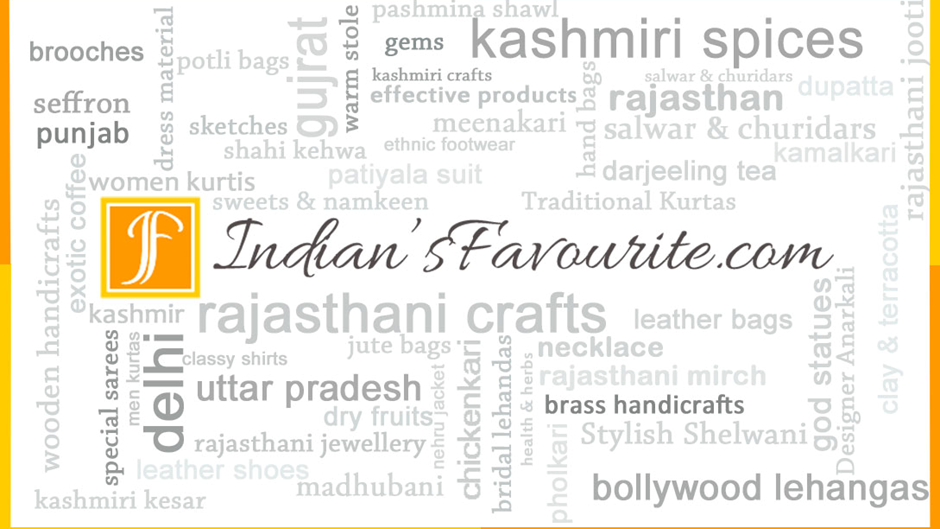 pashmina shawl
kashmiri spices
brooches
dress material
potli bags
gujrat
warm stole
gems
kashmiri crafts
effective products
hand bags
salwar & churidars
rajasthan
dupatta
rajasthani jooti
seffron
punjab
sketches
meenakari
salwar & churidars
shahi kehwa
ethnic footwear
kamalkari
exotic coffee
women kurtis
patiyala suit
darjeeling tea
sweets & namkeen
Traditional Kurtas
wooden handicrafts
Indian'sFavourite.com
clay & terracotta
kashmir
rajasthani crafts
leather bags
god statues
Designer Anarkali
special sarees
men kurtas
delhi
classy shirts
jute bags
chickenkari
bridal lehandas
necklace
health & herbs
rajasthani mirch
uttar pradesh
nehru jacket
brass handicrafts
dry fruits
pholkari
Stylish Shelwani
rajasthani jewellery
leather shoes
madhubani
bollywood lehangas
kashmiri kesar